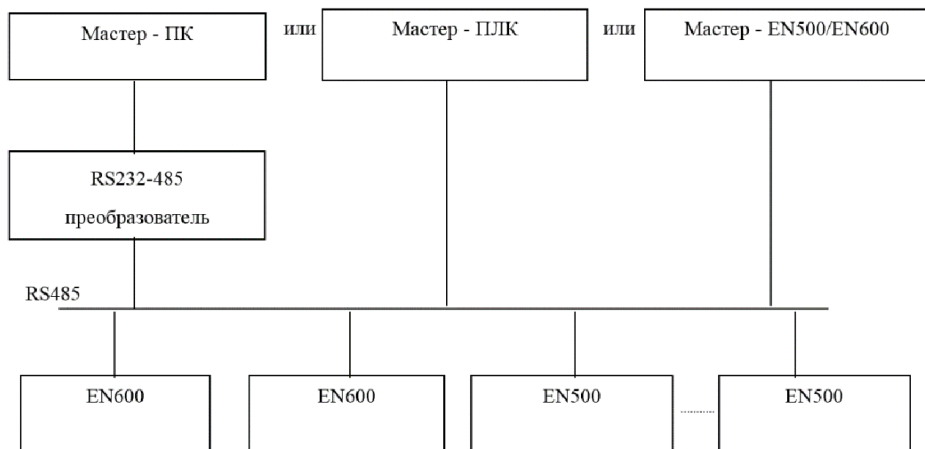 Мастер - ПК
или
Мастер - ПЛК
или
Мастер - EN500/EN600
RS232-485
преобразователь
RS485
EN600
EN600
EN500
EN500